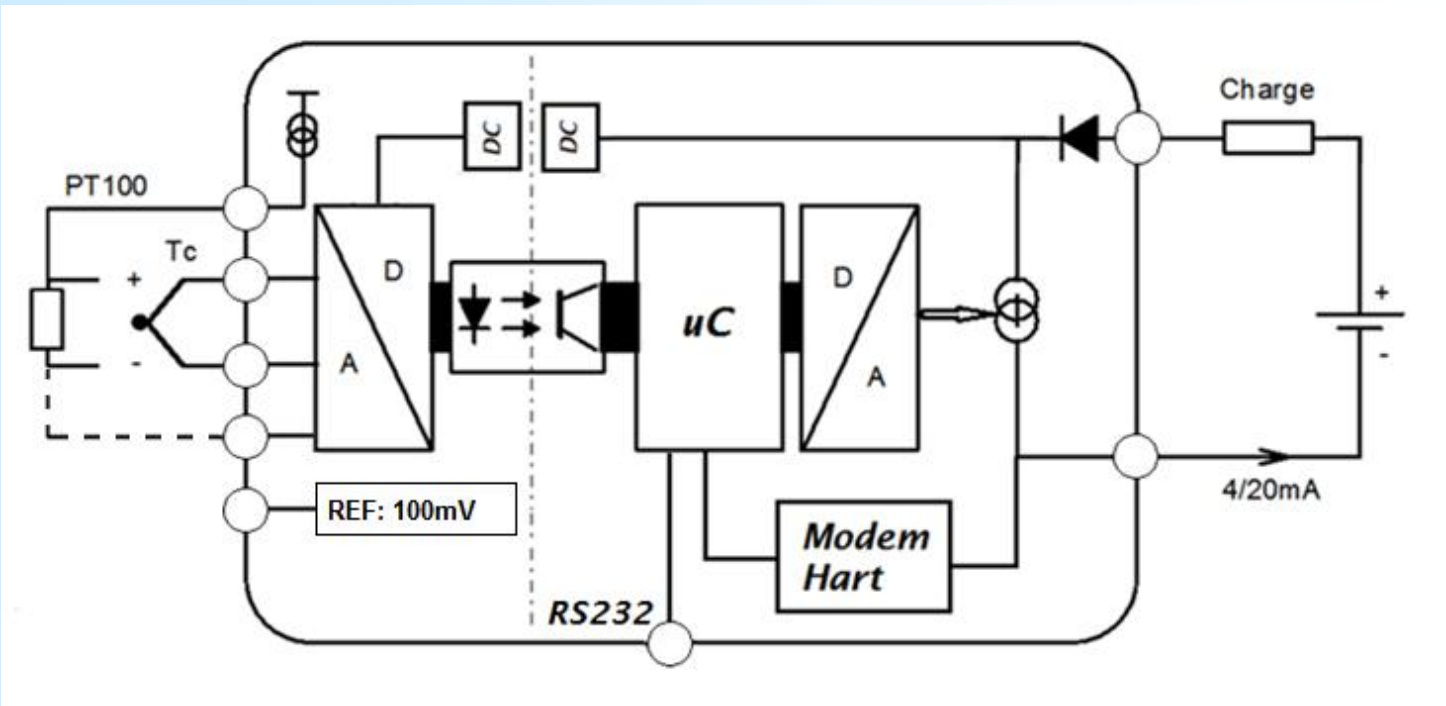 Charge
DC
DC
PT100
Tc
+
-
D
A
uC
D
A
+
-
4/20mA
REF: 100mV
Modem
Hart
RS232